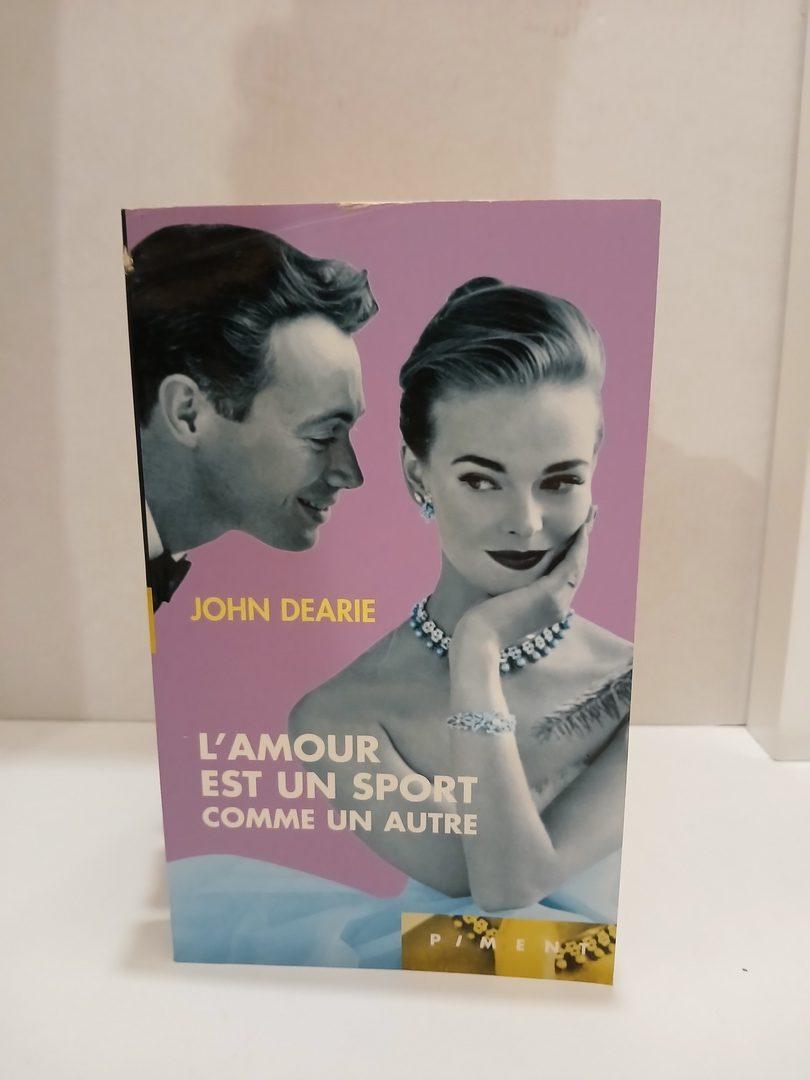 JOHN DEARIE
L'AMOUR
EST UN SPORT
COMME UN AUTRE
PIMENT